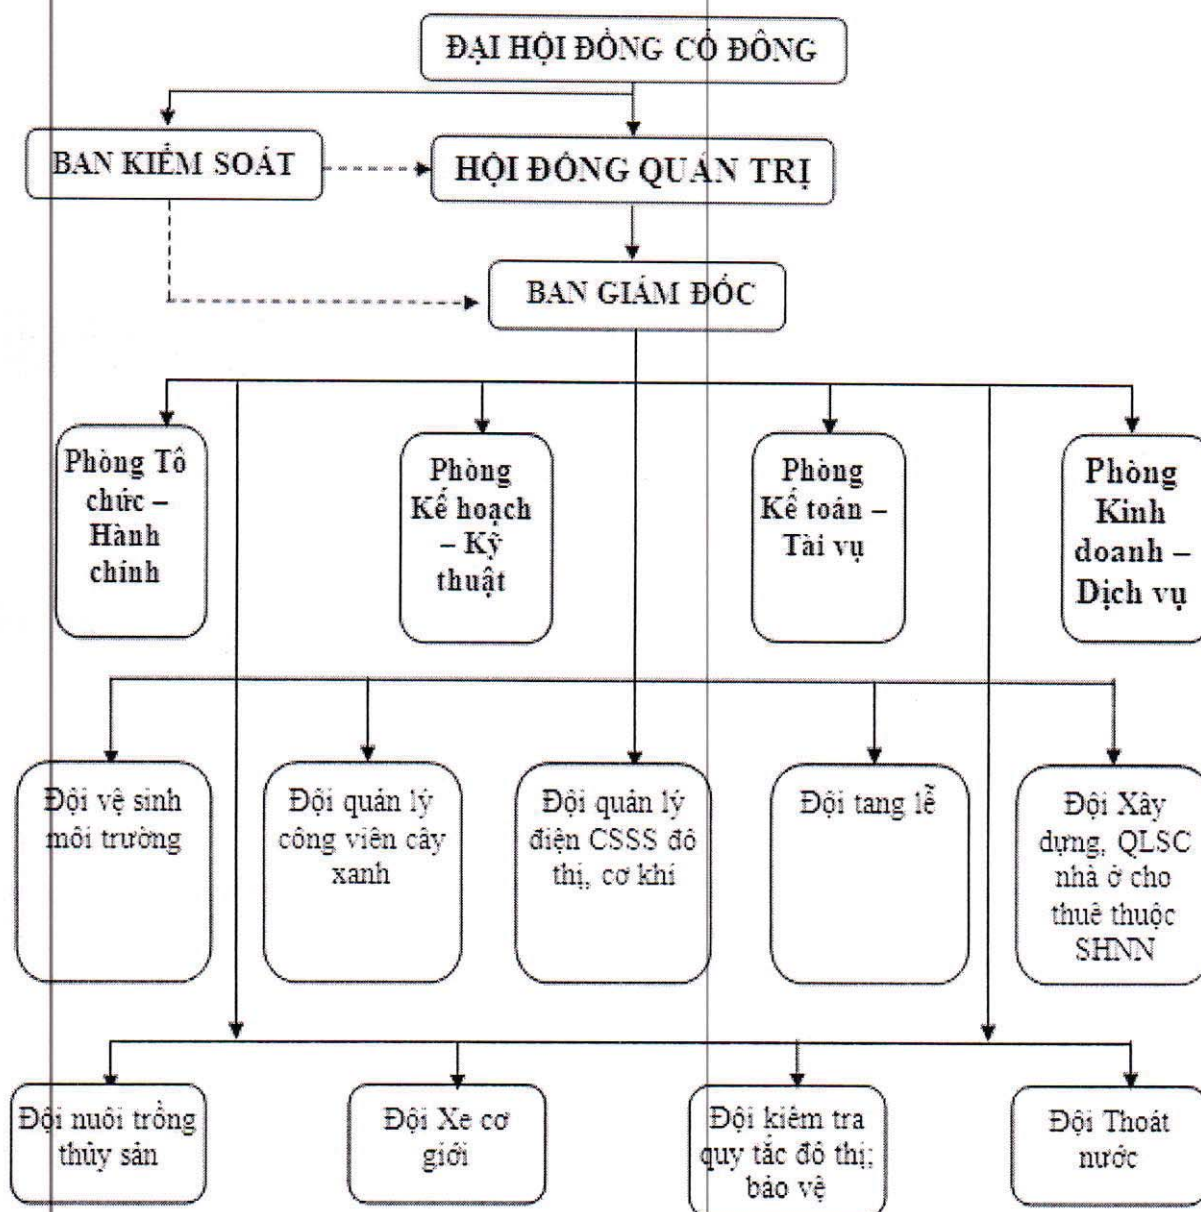 ĐẠI HỘI ĐỒNG CỔ ĐÔNG
BAN KIỂM SOÁT
HỘI ĐỒNG QUẢN TRỊ
BAN GIÁM ĐỐC
Phòng Tổ
chức –
Hành
chính
Phòng
Kế hoạch
– Kỹ
thuật
Phòng
Kế toán –
Tài vụ
Phòng
Kinh
doanh –
Dịch vụ
Đội vệ sinh
môi trường
Đội quản lý
công viên cây
xanh
Đội quản lý
điện CSSS đô
thị, cơ khí
Đội tang lễ
Đội Xây
dựng, QLSC
nhà ở cho
thuê thuộc
SHNN
Đội nuôi trồng
thủy sản
Đội Xe cơ
giới
Đội kiểm tra
quy tắc đô thị;
bảo vệ
Đội Thoát
nước